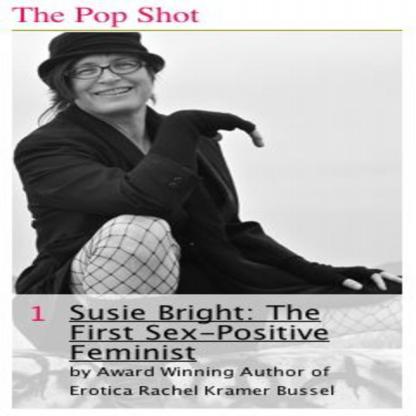 The Pop Shot
1 Susie Bright: The
First Sex-Positive
Feminist
by Award Winning Author of
Erotica Rachel Kramer Bussel